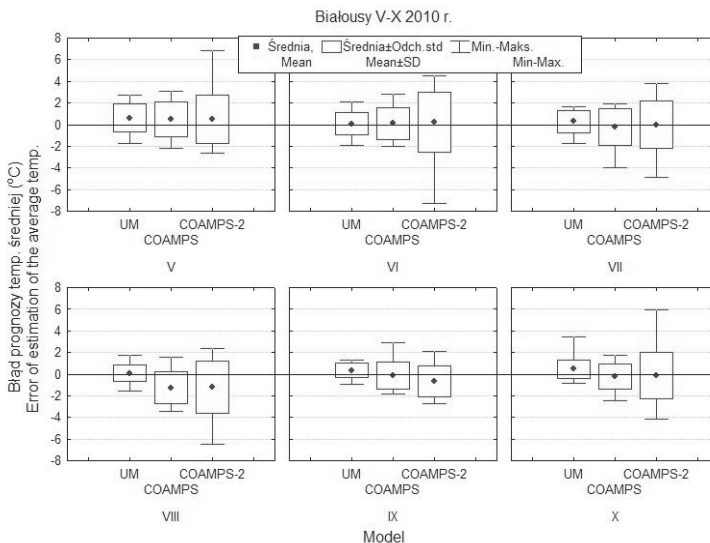 Białousy V-X 2010 r.
Średnia, Średnia±Odch.std Min.-Maks.
Mean Mean±SD Min-Max.
Błąd prognozy temp. średniej (°C)
Error of estimation of the average temp.
8
6
4
2
0
-2
-4
-6
-8
UM COAMPS-2 UM COAMPS-2 UM COAMPS-2
COAMPS COAMPS COAMPS
V VI VII
8
6
4
2
0
-2
-4
-6
-8
UM COAMPS-2 UM COAMPS-2 UM COAMPS-2
COAMPS COAMPS COAMPS
VIII IX X
Model